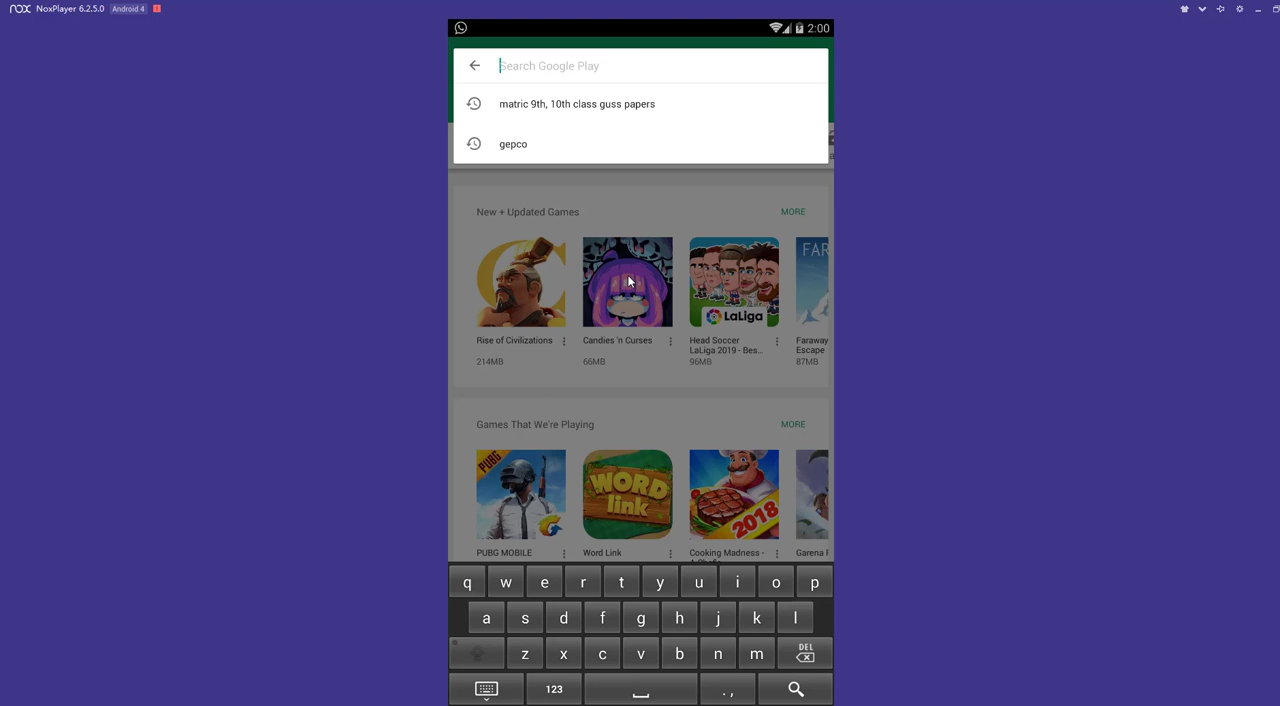 nox NoxPlayer 6.2.5.0 Android 4
2:00
Search Google Play
matric 9th, 10th class guss papers
gepco
New + Updated Games
MORE
FAR
LaLiga
Rise of Civilizations
Candies 'n Curses
Head Soccer
LaLiga 2019 - Bes...
Faraway
Escape
214MB
66MB
96MB
87MB
Games That We're Playing
MORE
PUBG
WORD
link
2018
PUBG MOBILE
Word Link
Cooking Madness -
Garena F
q w e r t y u i o p
a s d f g h j k l
z x c v b n m DEL
123 . ,